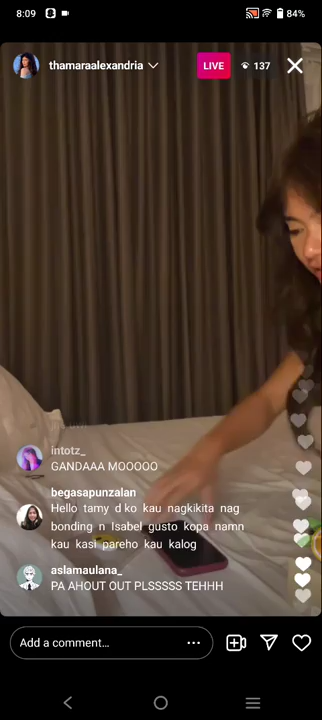 8:09
84%
thamaraalexandria
LIVE
137
intotz_
GANDAAA MOOOOO
begasapunzalan
Hello tamy d ko kau nagkikita nag
bonding n Isabel gusto kopa namn
kau kasi pareho kau kalog
aslamaulana_
PA AHOUT OUT PLSSSSS TEHHH
Add a comment...